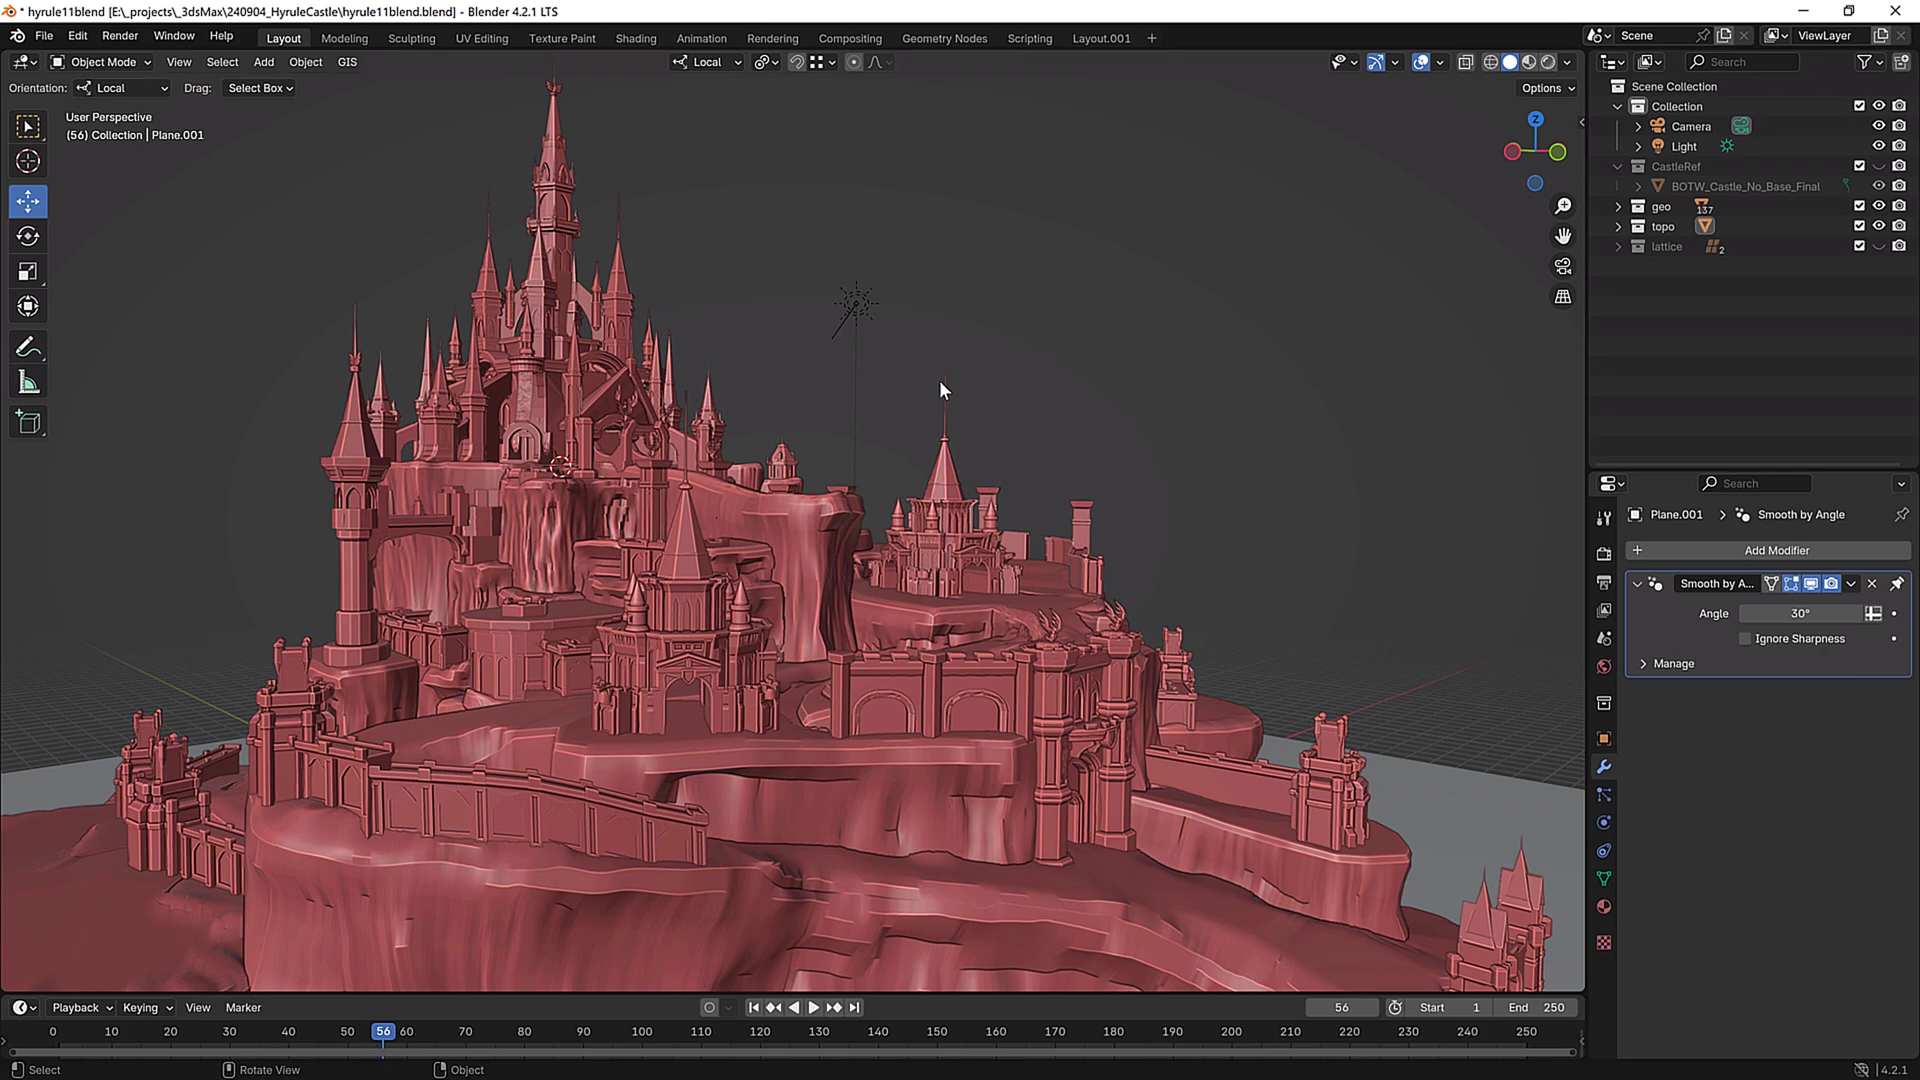 * hyrule11blend [E:\_projects\_3dsMax\240904_HyruleCastle\hyrule11blend.blend] - Blender 4.2.1 LTS
File Edit Render Window Help Layout Modeling Sculpting UV Editing Texture Paint Shading Animation Rendering Compositing Geometry Nodes Scripting Layout.001 + Scene ViewLayer
Object Mode View Select Add Object GIS Local Search
Orientation: Local Drag: Select Box Options
User Perspective
(56) Collection | Plane.001
Z
Scene Collection
Collection
Camera
Light
CastleRef
BOTW_Castle_No_Base_Final
geo 137
topo
lattice 2
Search
Plane.001 > Smooth by Angle
+ Add Modifier
Smooth by A...
Angle 30°
Ignore Sharpness
Manage
Playback Keying View Marker 56 Start 1 End 250
0 10 20 30 40 50 56 60 70 80 90 100 110 120 130 140 150 160 170 180 190 200 210 220 230 240 250
Select Rotate View Object 4.2.1